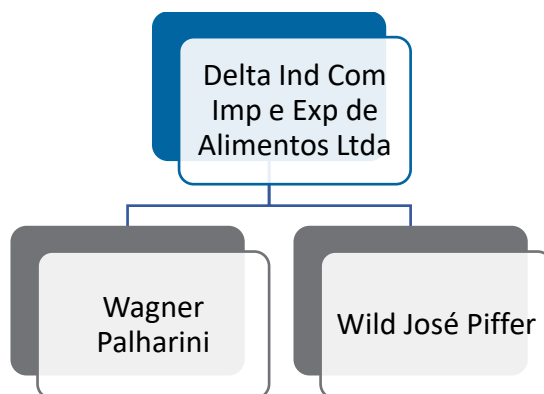 Delta Ind Com
Imp e Exp de
Alimentos Ltda
Wagner
Palharini
Wild José Piffer